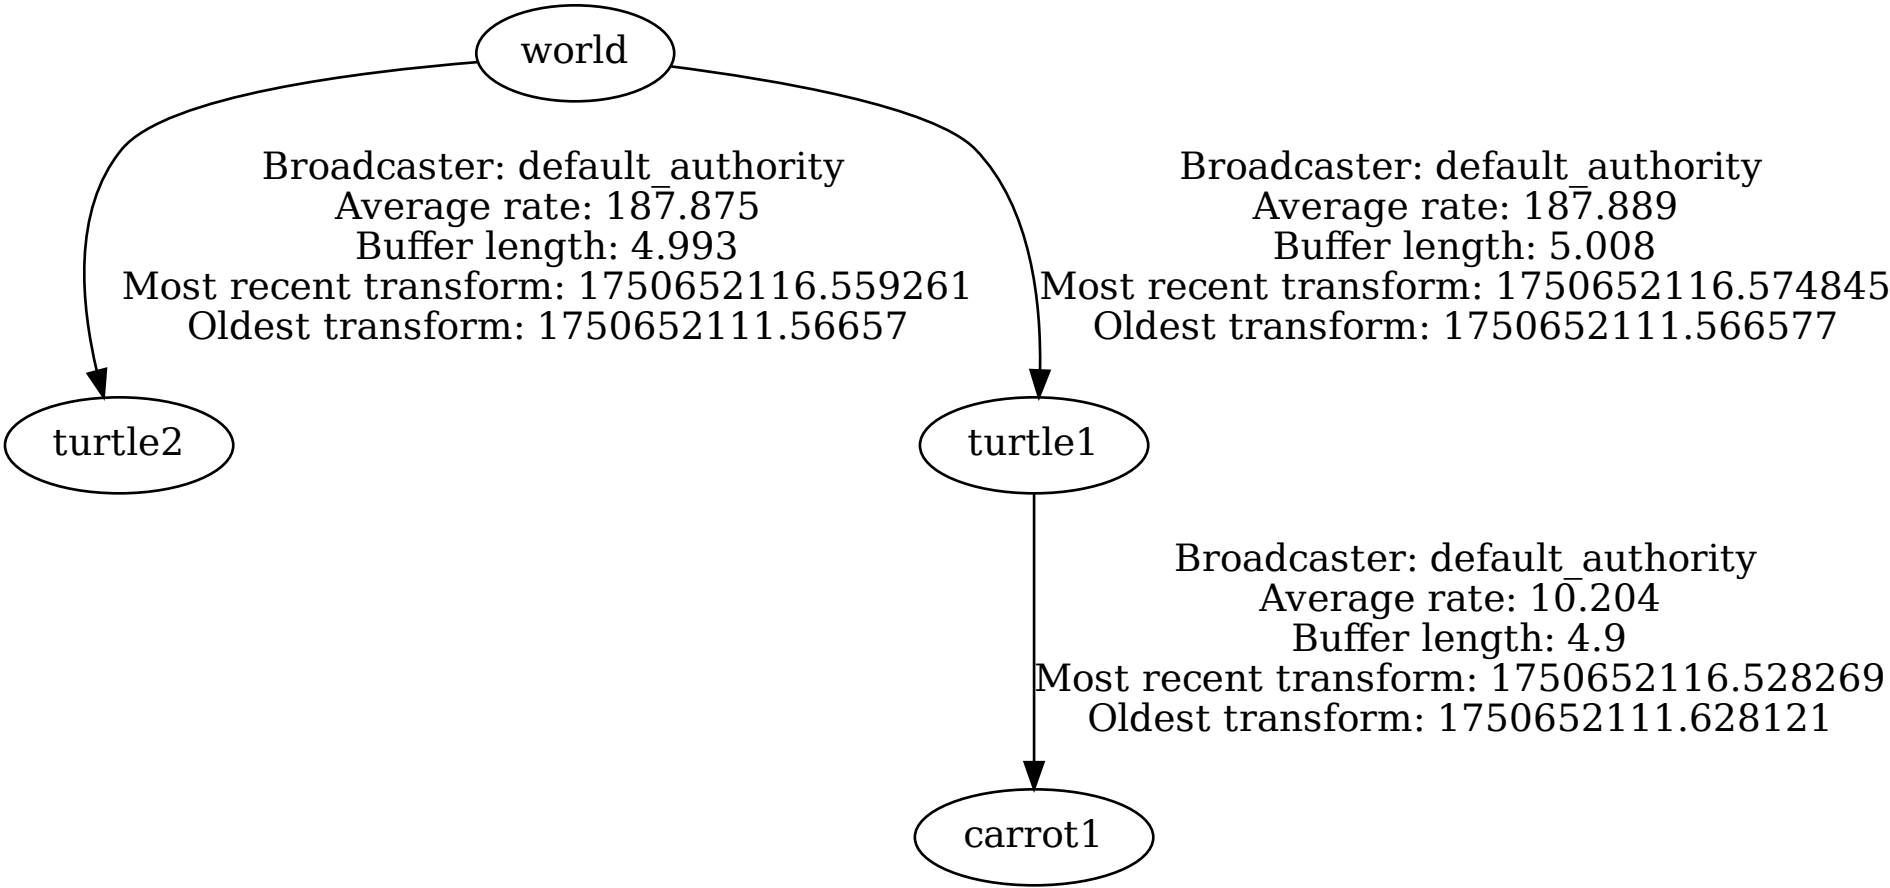 world
Broadcaster: default_authority
Average rate: 187.875
Buffer length: 4.993
Most recent transform: 1750652116.559261
Oldest transform: 1750652111.56657
Broadcaster: default_authority
Average rate: 187.889
Buffer length: 5.008
Most recent transform: 1750652116.574845
Oldest transform: 1750652111.566577
turtle2
turtle1
Broadcaster: default_authority
Average rate: 10.204
Buffer length: 4.9
Most recent transform: 1750652116.528269
Oldest transform: 1750652111.628121
carrot1